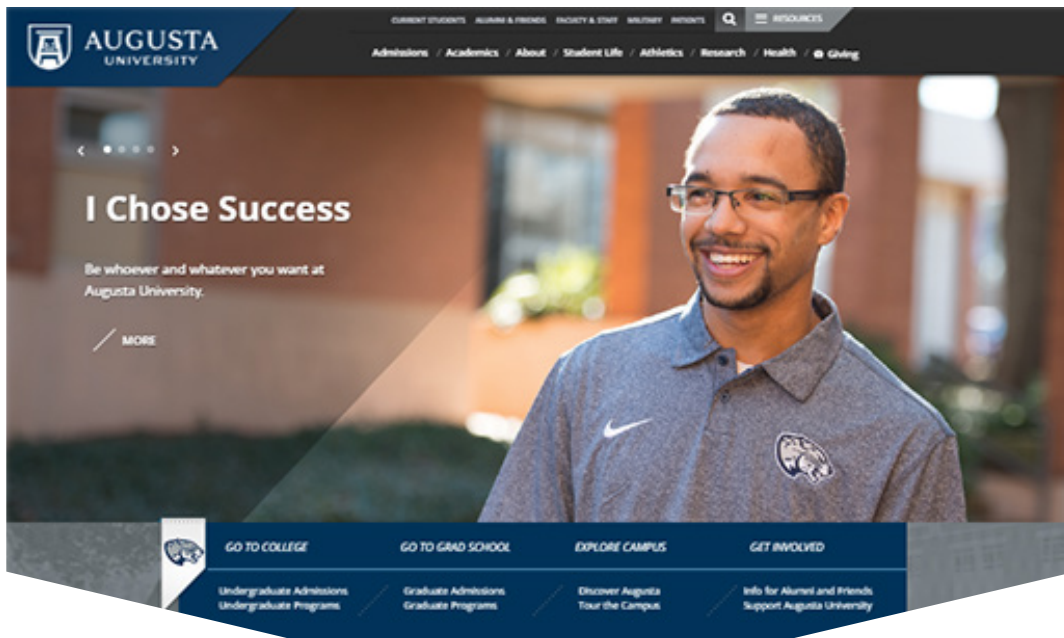 AUGUSTA
UNIVERSITY
CURRENT STUDENTS ALUMNI & FRIENDS FACULTY & STAFF MILITARY PATIENTS RESOURCES
Admissions / Academics / About / Student Life / Athletics / Research / Health / Giving
I Chose Success
Be whoever and whatever you want at
Augusta University.
MORE
GO TO COLLEGE GO TO GRAD SCHOOL EXPLORE CAMPUS GET INVOLVED
Undergraduate Admissions Graduate Admissions Discover Augusta Info for Alumni and Friends
Undergraduate Programs Graduate Programs Tour the Campus Support Augusta University